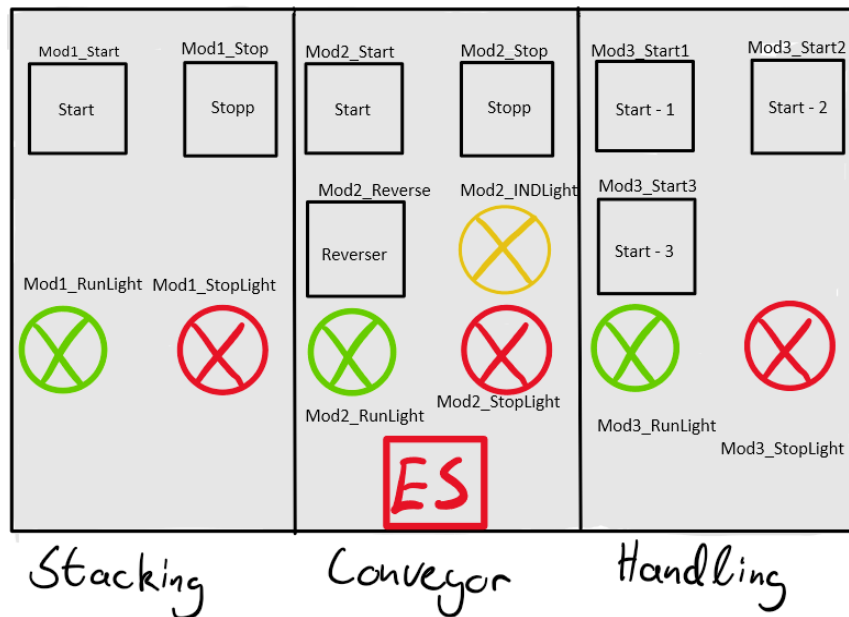 Mod1_Start
Mod1_Stop
Start
Stopp
Mod1_RunLight
Mod1_StopLight
Mod2_Start
Mod2_Stop
Start
Stopp
Mod2_Reverse
Mod2_INDLight
Reverser
Mod2_RunLight
Mod2_StopLight
ES
Mod3_Start1
Mod3_Start2
Start - 1
Start - 2
Mod3_Start3
Start - 3
Mod3_RunLight
Mod3_StopLight
Stacking
Conveyor
Handling